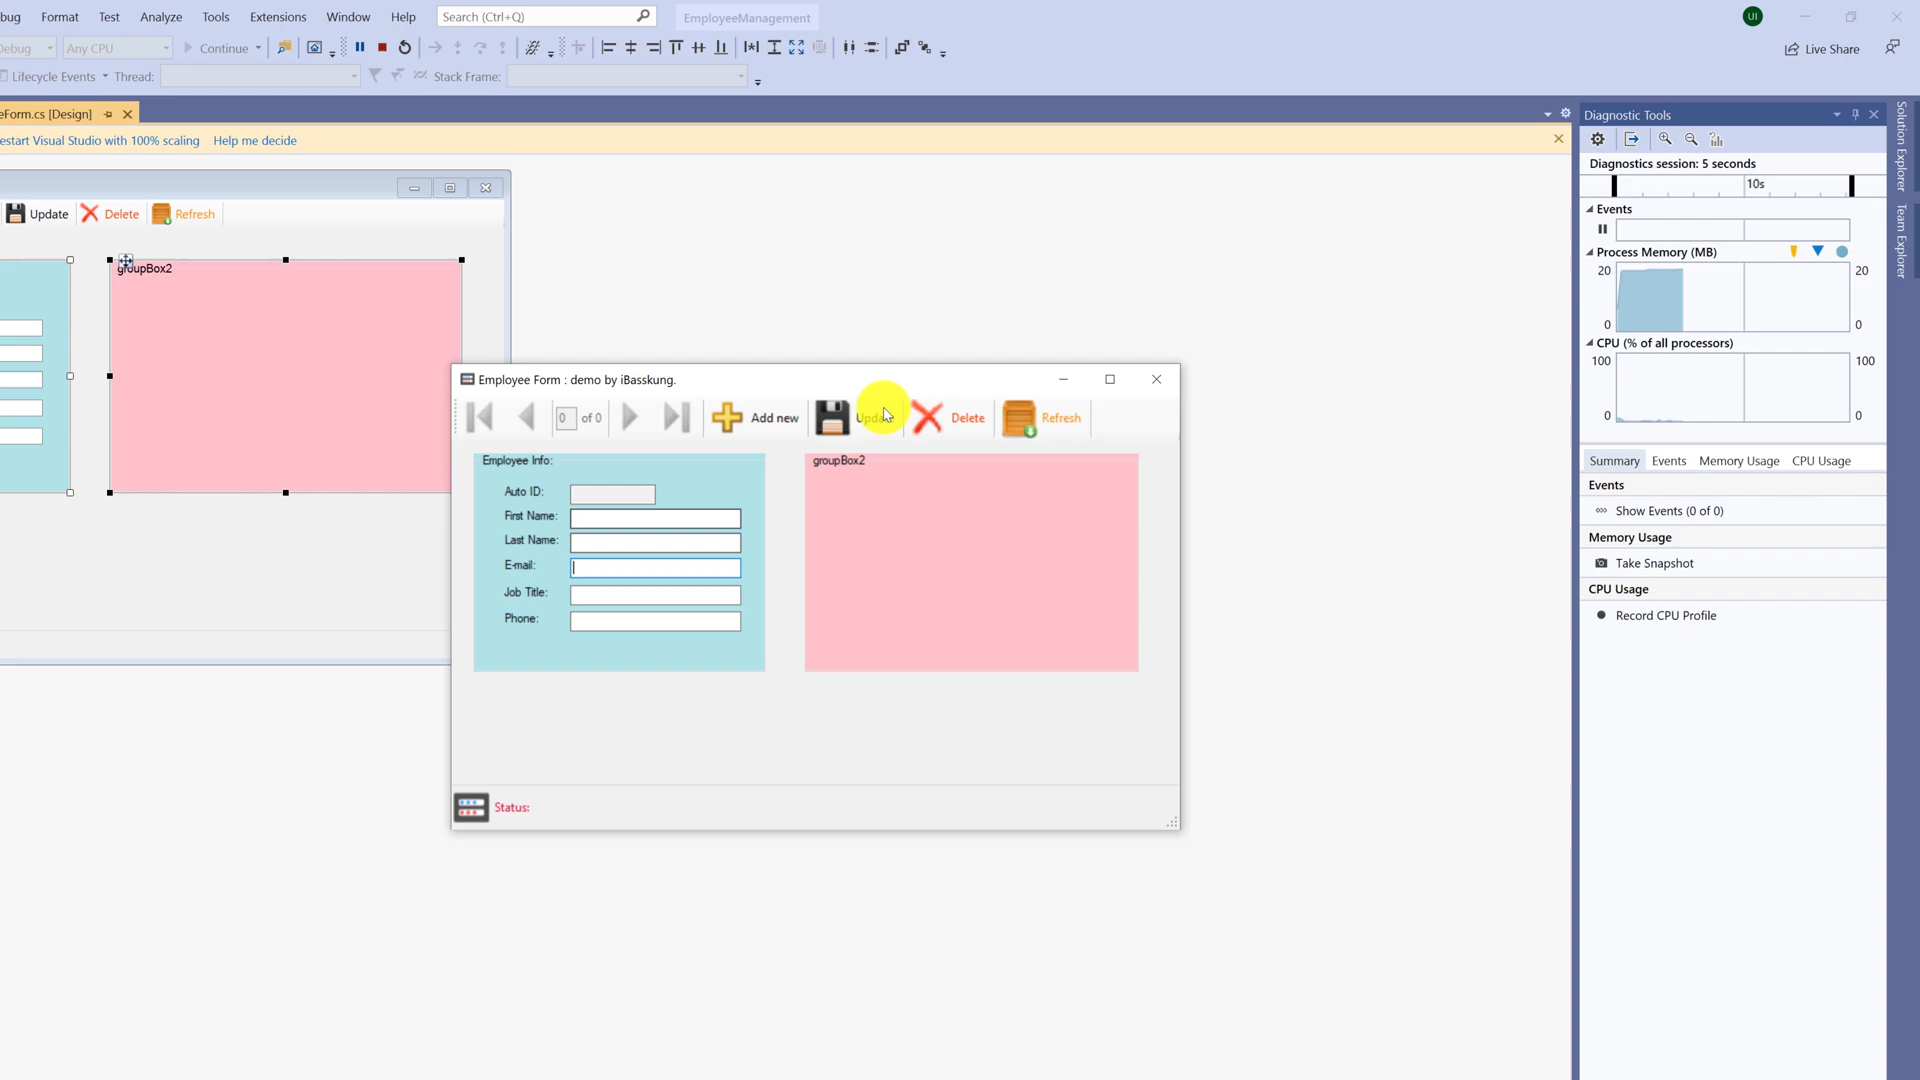 bug Format Test Analyze Tools Extensions Window Help Search (Ctrl+Q) EmployeeManagement UI
Debug Any CPU Continue Live Share
Lifecycle Events Thread: Stack Frame:
eForm.cs [Design]
estart Visual Studio with 100% scaling Help me decide
Update Delete Refresh
groupBox2
Employee Form : demo by iBasskung.
0 of 0 Add new Update Delete Refresh
Employee Info:
Auto ID:
First Name:
Last Name:
E-mail:
Job Title:
Phone:
groupBox2
Status:
Diagnostic Tools
Diagnostics session: 5 seconds
10s
Events
Process Memory (MB)
20 20
0 0
CPU (% of all processors)
100 100
0 0
Summary Events Memory Usage CPU Usage
Events
Show Events (0 of 0)
Memory Usage
Take Snapshot
CPU Usage
Record CPU Profile
Solution Explorer
Team Explorer